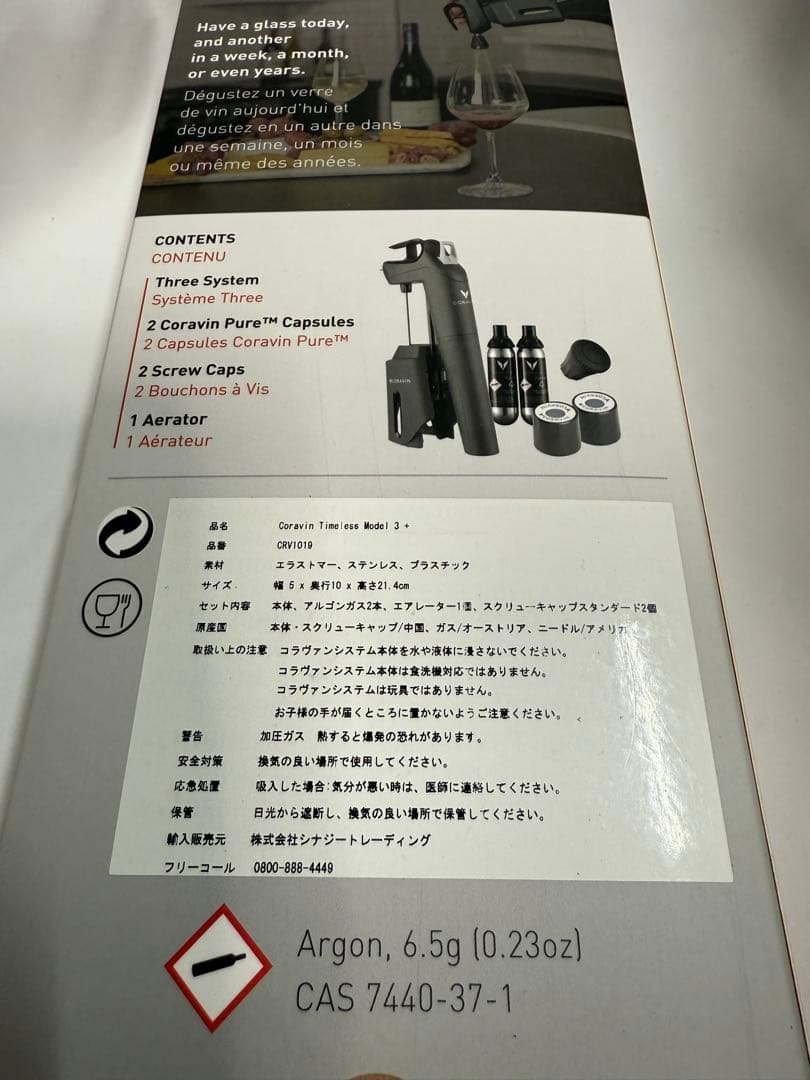 Have a glass today,
and another
in a week, a month,
or even years.
Dégustez un verre
de vin aujourd'hui et
dégustez en un autre dans
une semaine, un mois
ou même des années.
CONTENTS
CONTENU
Three System
Système Three
2 Coravin Pure™ Capsules
2 Capsules Coravin Pure™
2 Screw Caps
2 Bouchons à Vis
1 Aerator
1 Aérateur
CORAVIN
品名 Coravin Timeless Model 3 +
品番 CRV1019
素材 エラストマー、ステンレス、プラスチック
サイズ 幅 5 x 奥行10 x 高さ21.4cm
セット内容 本体、アルゴンガス2本、エアレーター1個、スクリューキャップスタンダード2個
原産国 本体・スクリューキャップ/中国、ガス/オーストリア、ニードル/アメリカ
取扱い上の注意 コラヴァンシステム本体を水や液体に浸さないでください。
コラヴァンシステム本体は食洗機対応ではありません。
コラヴァンシステムは玩具ではありません。
お子様の手が届くところに置かないようご注意ください。
警告 加圧ガス 熱すると爆発の恐れがあります。
安全対策 換気の良い場所で使用してください。
応急処置 吸入した場合:気分が悪い時は、医師に連絡してください。
保管 日光から遮断し、換気の良い場所で保管してください。
輸入販売元 株式会社シナジートレーディング
フリーコール 0800-888-4449
Argon, 6.5g (0.23oz)
CAS 7440-37-1